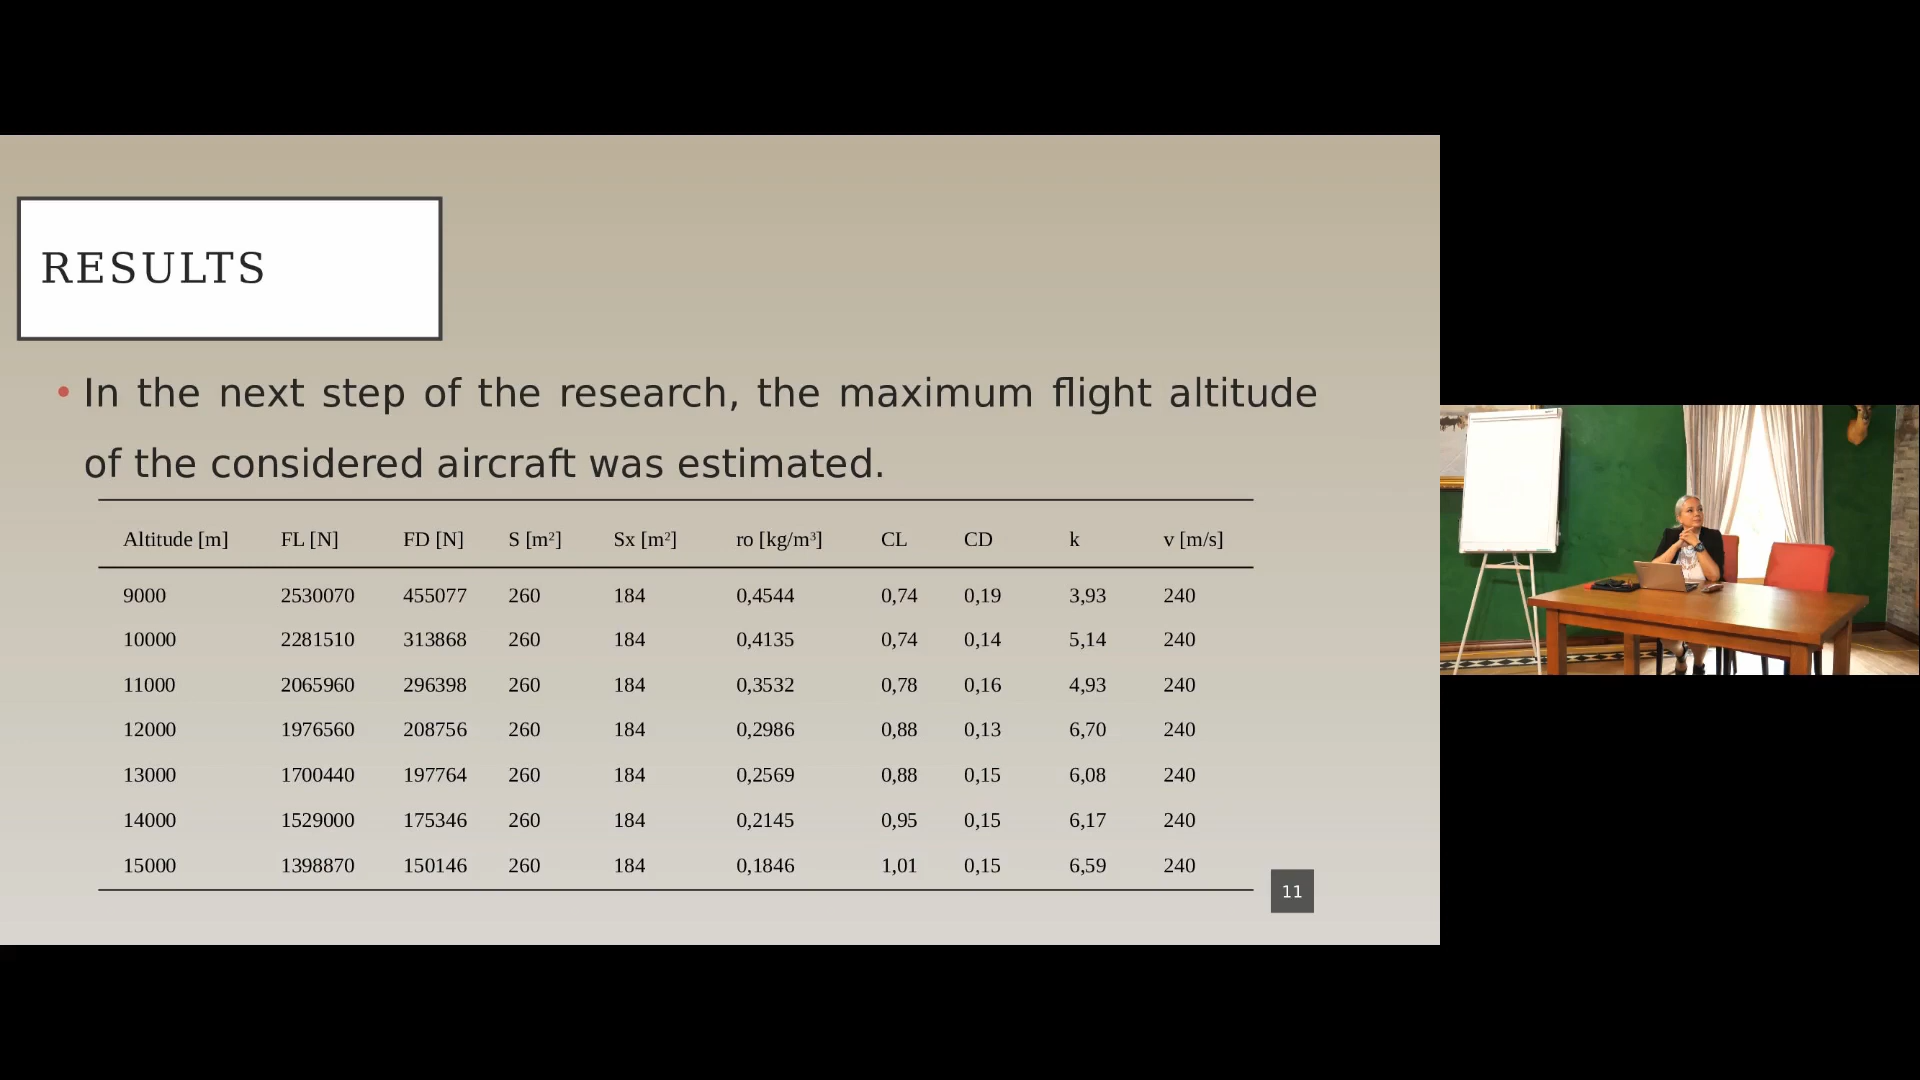 RESULTS
• In the next step of the research, the maximum flight altitude
of the considered aircraft was estimated.
Altitude [m] FL [N] FD [N] S [m²] Sx [m²] ro [kg/m³] CL CD k v [m/s]
9000 2530070 455077 260 184 0,4544 0,74 0,19 3,93 240
10000 2281510 313868 260 184 0,4135 0,74 0,14 5,14 240
11000 2065960 296398 260 184 0,3532 0,78 0,16 4,93 240
12000 1976560 208756 260 184 0,2986 0,88 0,13 6,70 240
13000 1700440 197764 260 184 0,2569 0,88 0,15 6,08 240
14000 1529000 175346 260 184 0,2145 0,95 0,15 6,17 240
15000 1398870 150146 260 184 0,1846 1,01 0,15 6,59 240
11